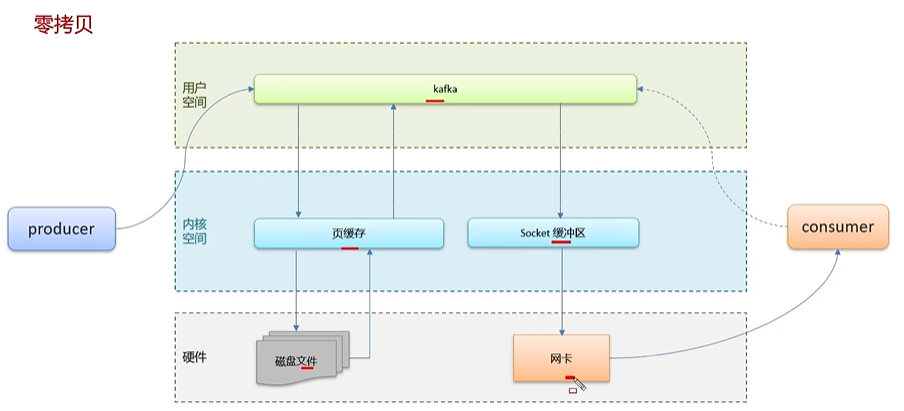 零拷贝
用户
空间
kafka
内核
空间
producer
页缓存
Socket 缓冲区
consumer
硬件
磁盘文件
网卡